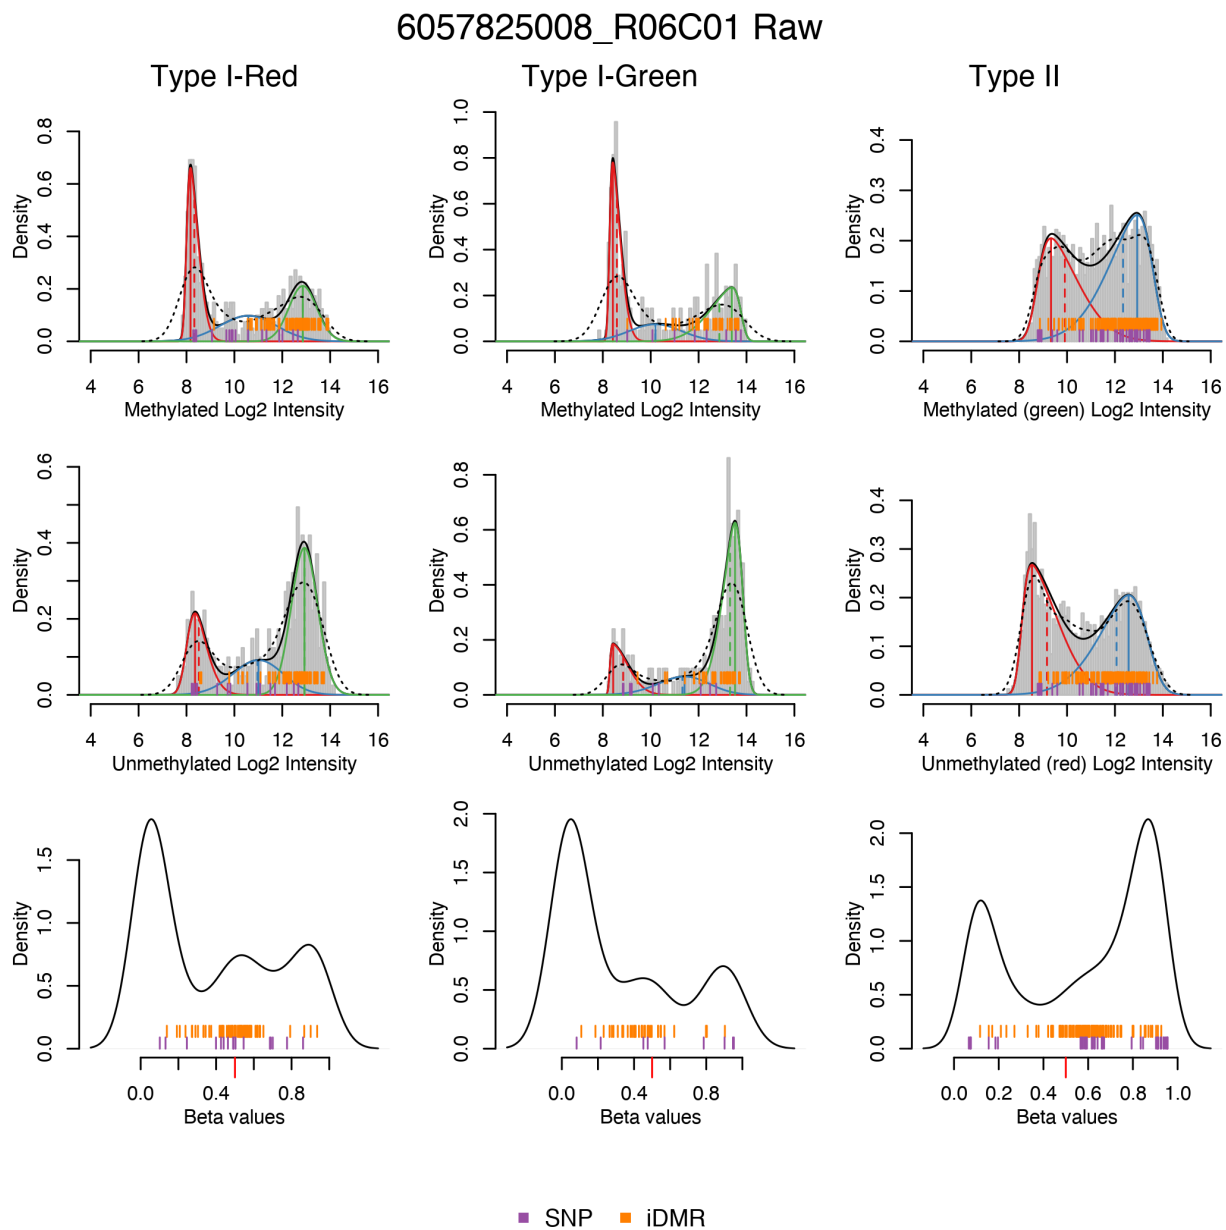 6057825008_R06C01 Raw
Type I-Red Type I-Green Type II
Density
0.0 0.2 0.4 0.6 0.8
4 6 8 10 12 14 16
Methylated Log2 Intensity
Density
0.0 0.2 0.4 0.6 0.8 1.0
4 6 8 10 12 14 16
Methylated Log2 Intensity
Density
0.0 0.1 0.2 0.3 0.4
4 6 8 10 12 14 16
Methylated (green) Log2 Intensity
Density
0.0 0.2 0.4 0.6
4 6 8 10 12 14 16
Unmethylated Log2 Intensity
Density
0.0 0.2 0.4 0.6 0.8
4 6 8 10 12 14 16
Unmethylated Log2 Intensity
Density
0.0 0.1 0.2 0.3 0.4
4 6 8 10 12 14 16
Unmethylated (red) Log2 Intensity
Density
0.0 0.5 1.0 1.5
0.0 0.4 0.8
Beta values
Density
0.0 0.5 1.0 1.5 2.0
0.0 0.4 0.8
Beta values
Density
0.0 0.5 1.0 1.5 2.0
0.0 0.2 0.4 0.6 0.8 1.0
Beta values
SNP iDMR